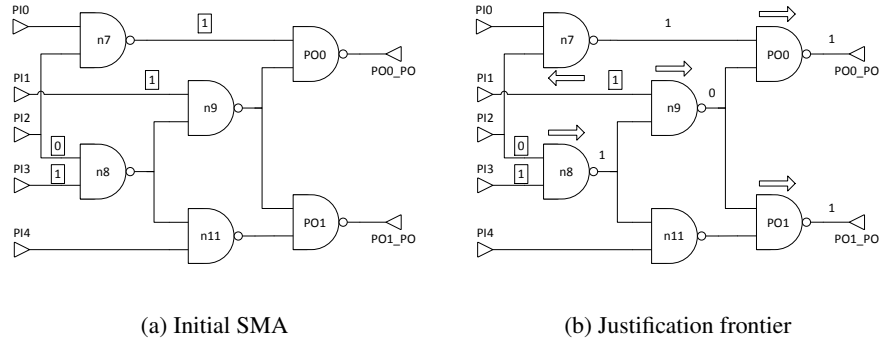 PI0
n7
1
PO0
PO0_PO
PI1
1
n9
PI2
0
PI3
1
n8
PI4
n11
PO1
PO1_PO
(a) Initial SMA
PI0
n7
1
PO0
1
PO0_PO
PI1
1
n9
0
PI2
0
PI3
1
n8
1
PI4
n11
PO1
1
PO1_PO
(b) Justification frontier